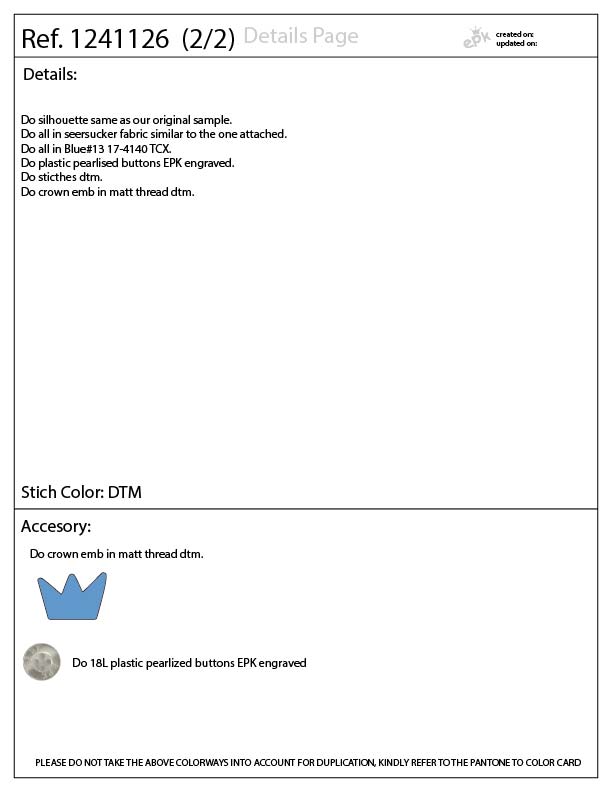 Ref. 1241126 (2/2) Details Page
epk
created on:
updated on:
Details:
Do silhouette same as our original sample.
Do all in seersucker fabric similar to the one attached.
Do all in Blue#13 17-4140 TCX.
Do plastic pearlised buttons EPK engraved.
Do sticthes dtm.
Do crown emb in matt thread dtm.
Stich Color: DTM
Accesory:
Do crown emb in matt thread dtm.
Do 18L plastic pearlized buttons EPK engraved
PLEASE DO NOT TAKE THE ABOVE COLORWAYS INTO ACCOUNT FOR DUPLICATION, KINDLY REFER TO THE PANTONE TO COLOR CARD